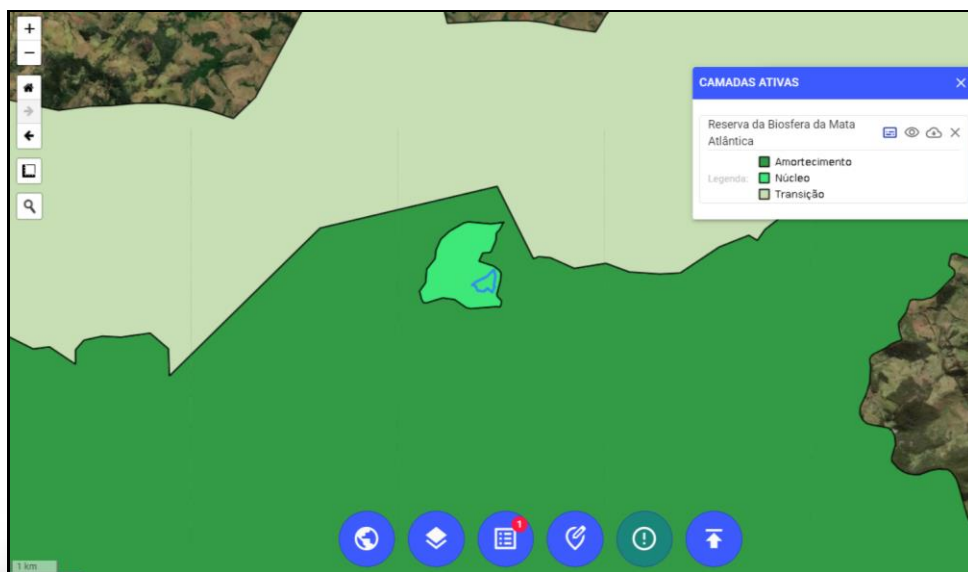 +
−
CAMADAS ATIVAS
Reserva da Biosfera da Mata
Atlântica
Legenda:
Amortecimento
Núcleo
Transição
1
1 km